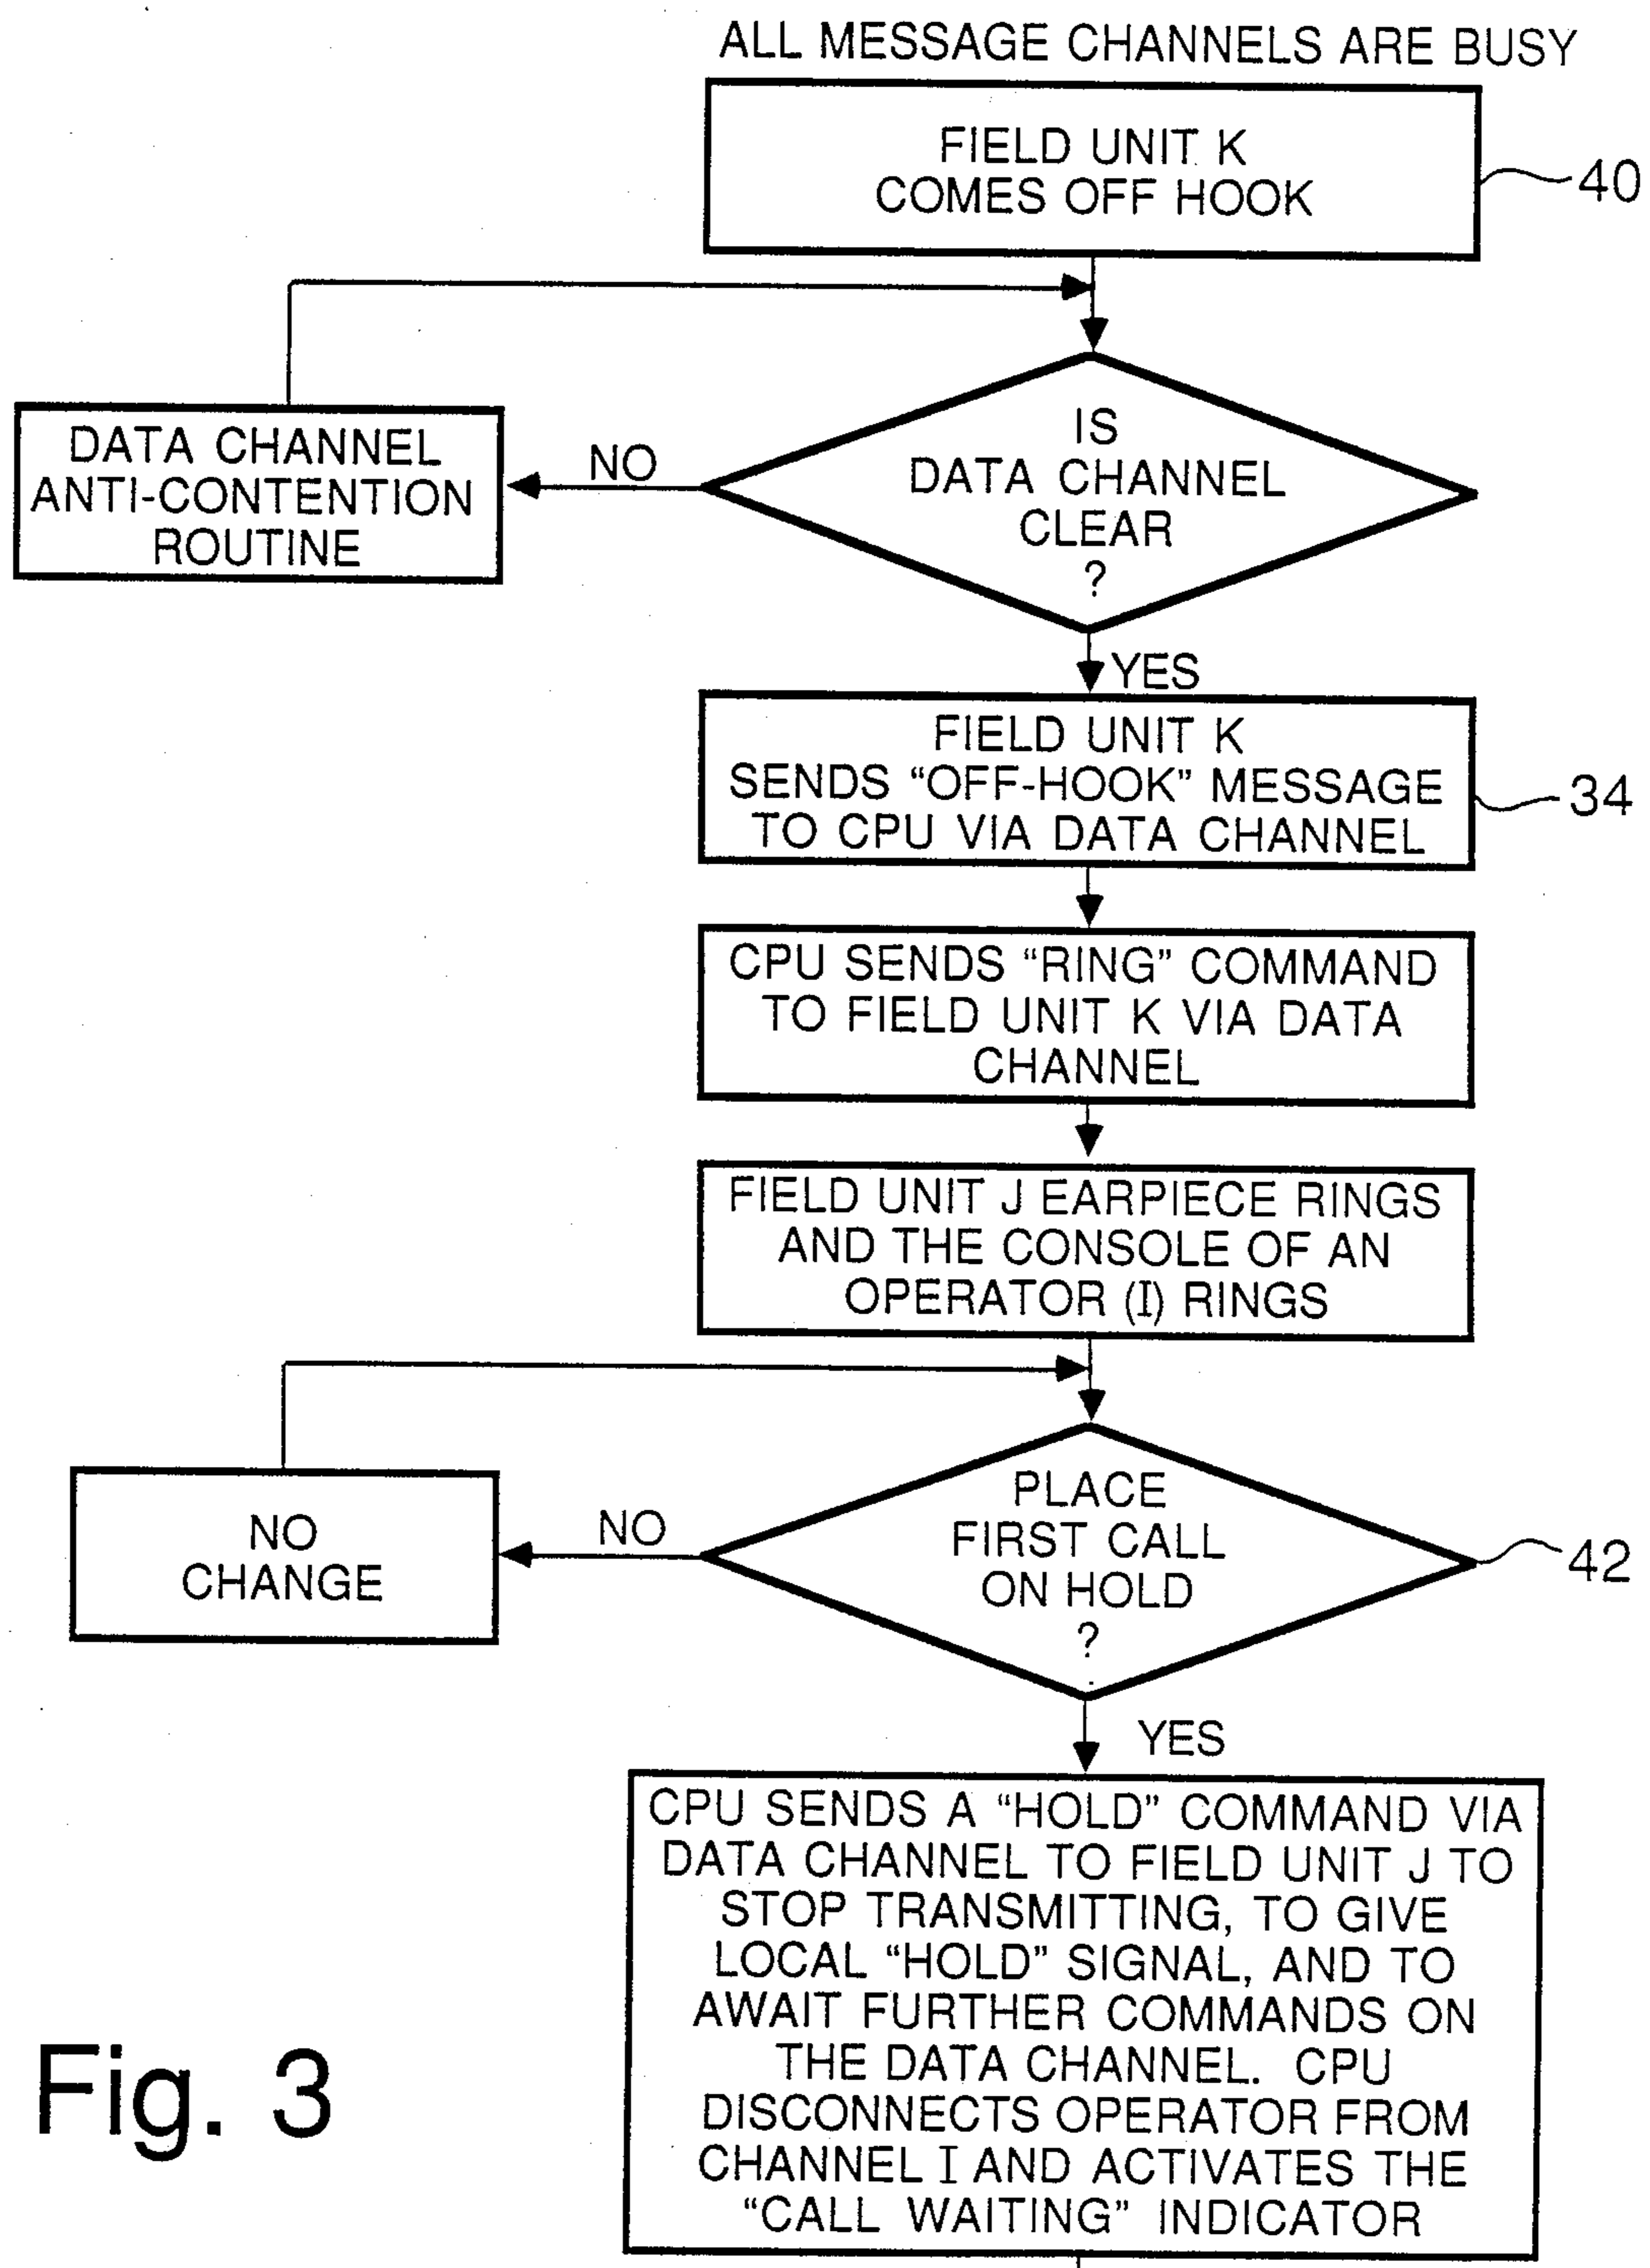 ALL MESSAGE CHANNELS ARE BUSY
FIELD UNIT K
COMES OFF HOOK
40
IS
DATA CHANNEL
CLEAR
?
NO
DATA CHANNEL
ANTI-CONTENTION
ROUTINE
YES
FIELD UNIT K
SENDS “OFF-HOOK” MESSAGE
TO CPU VIA DATA CHANNEL
34
CPU SENDS “RING” COMMAND
TO FIELD UNIT K VIA DATA
CHANNEL
FIELD UNIT J EARPIECE RINGS
AND THE CONSOLE OF AN
OPERATOR (I) RINGS
PLACE
FIRST CALL
ON HOLD
?
42
NO
NO
CHANGE
YES
CPU SENDS A “HOLD” COMMAND VIA
DATA CHANNEL TO FIELD UNIT J TO
STOP TRANSMITTING, TO GIVE
LOCAL “HOLD” SIGNAL, AND TO
AWAIT FURTHER COMMANDS ON
THE DATA CHANNEL. CPU
DISCONNECTS OPERATOR FROM
CHANNEL I AND ACTIVATES THE
“CALL WAITING” INDICATOR
Fig. 3